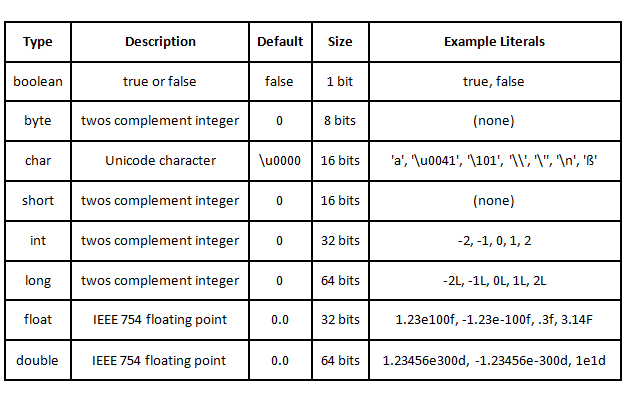 Type Description Default Size Example Literals
boolean true or false false 1 bit true, false
byte twos complement integer 0 8 bits (none)
char Unicode character \u0000 16 bits 'a', '\u0041', '\101', '\\', '\'', '\n', 'ß'
short twos complement integer 0 16 bits (none)
int twos complement integer 0 32 bits -2, -1, 0, 1, 2
long twos complement integer 0 64 bits -2L, -1L, 0L, 1L, 2L
float IEEE 754 floating point 0.0 32 bits 1.23e100f, -1.23e-100f, .3f, 3.14F
double IEEE 754 floating point 0.0 64 bits 1.23456e300d, -1.23456e-300d, 1e1d